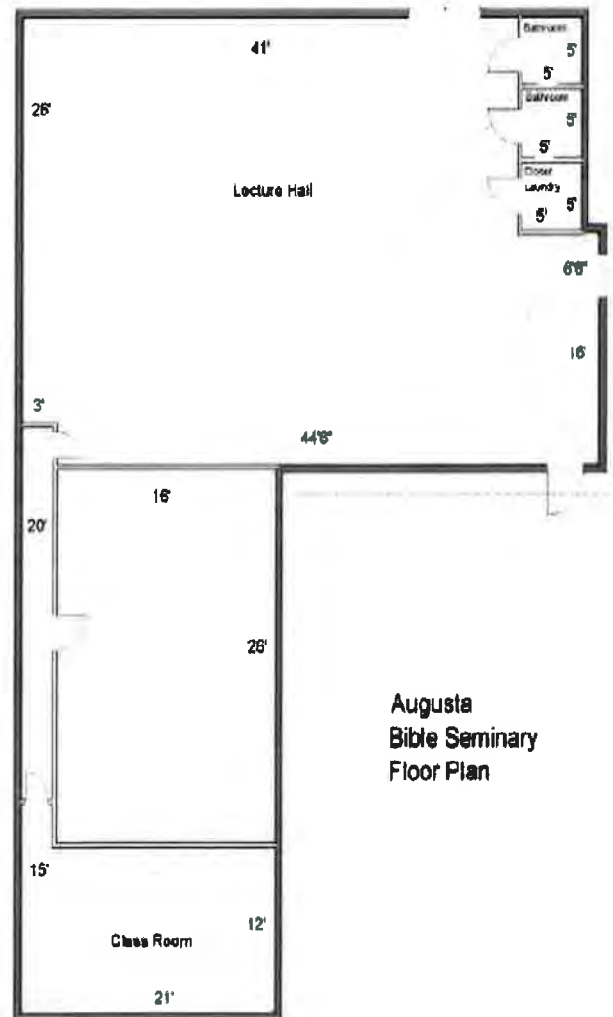 41'
Bathroom
5'
5'
26'
Bathroom
5'
5'
Lecture Hall
Closet
Laundry
5'
5'
6'6"
16'
3'
44'6"
16'
20'
26'
Augusta
Bible Seminary
Floor Plan
15'
12'
Class Room
21'